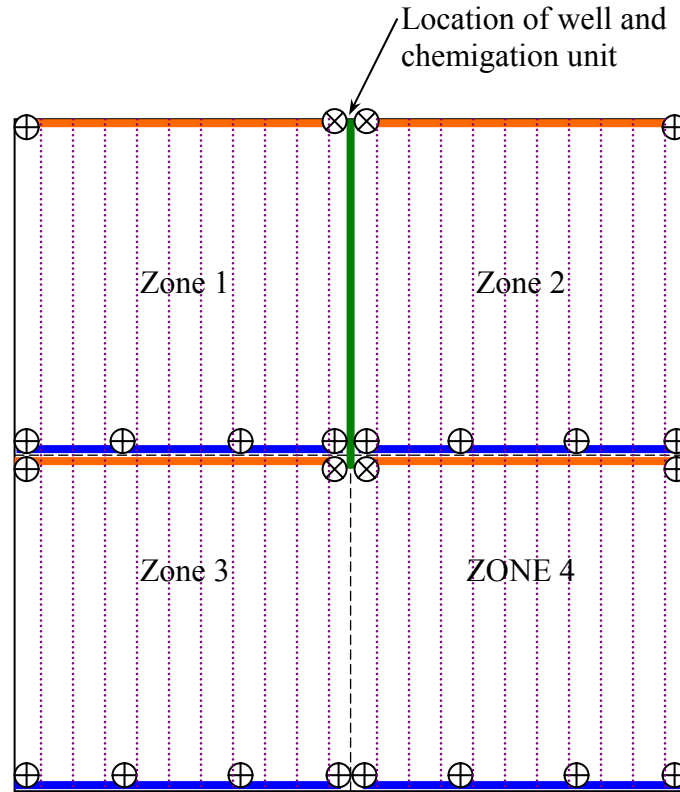 Location of well and
chemigation unit
Zone 1
Zone 2
Zone 3
ZONE 4